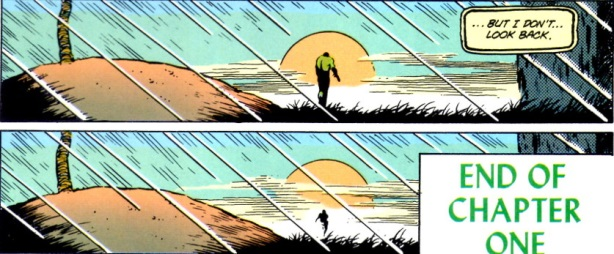 ...BUT I DON'T...
LOOK BACK.
END OF
CHAPTER
ONE